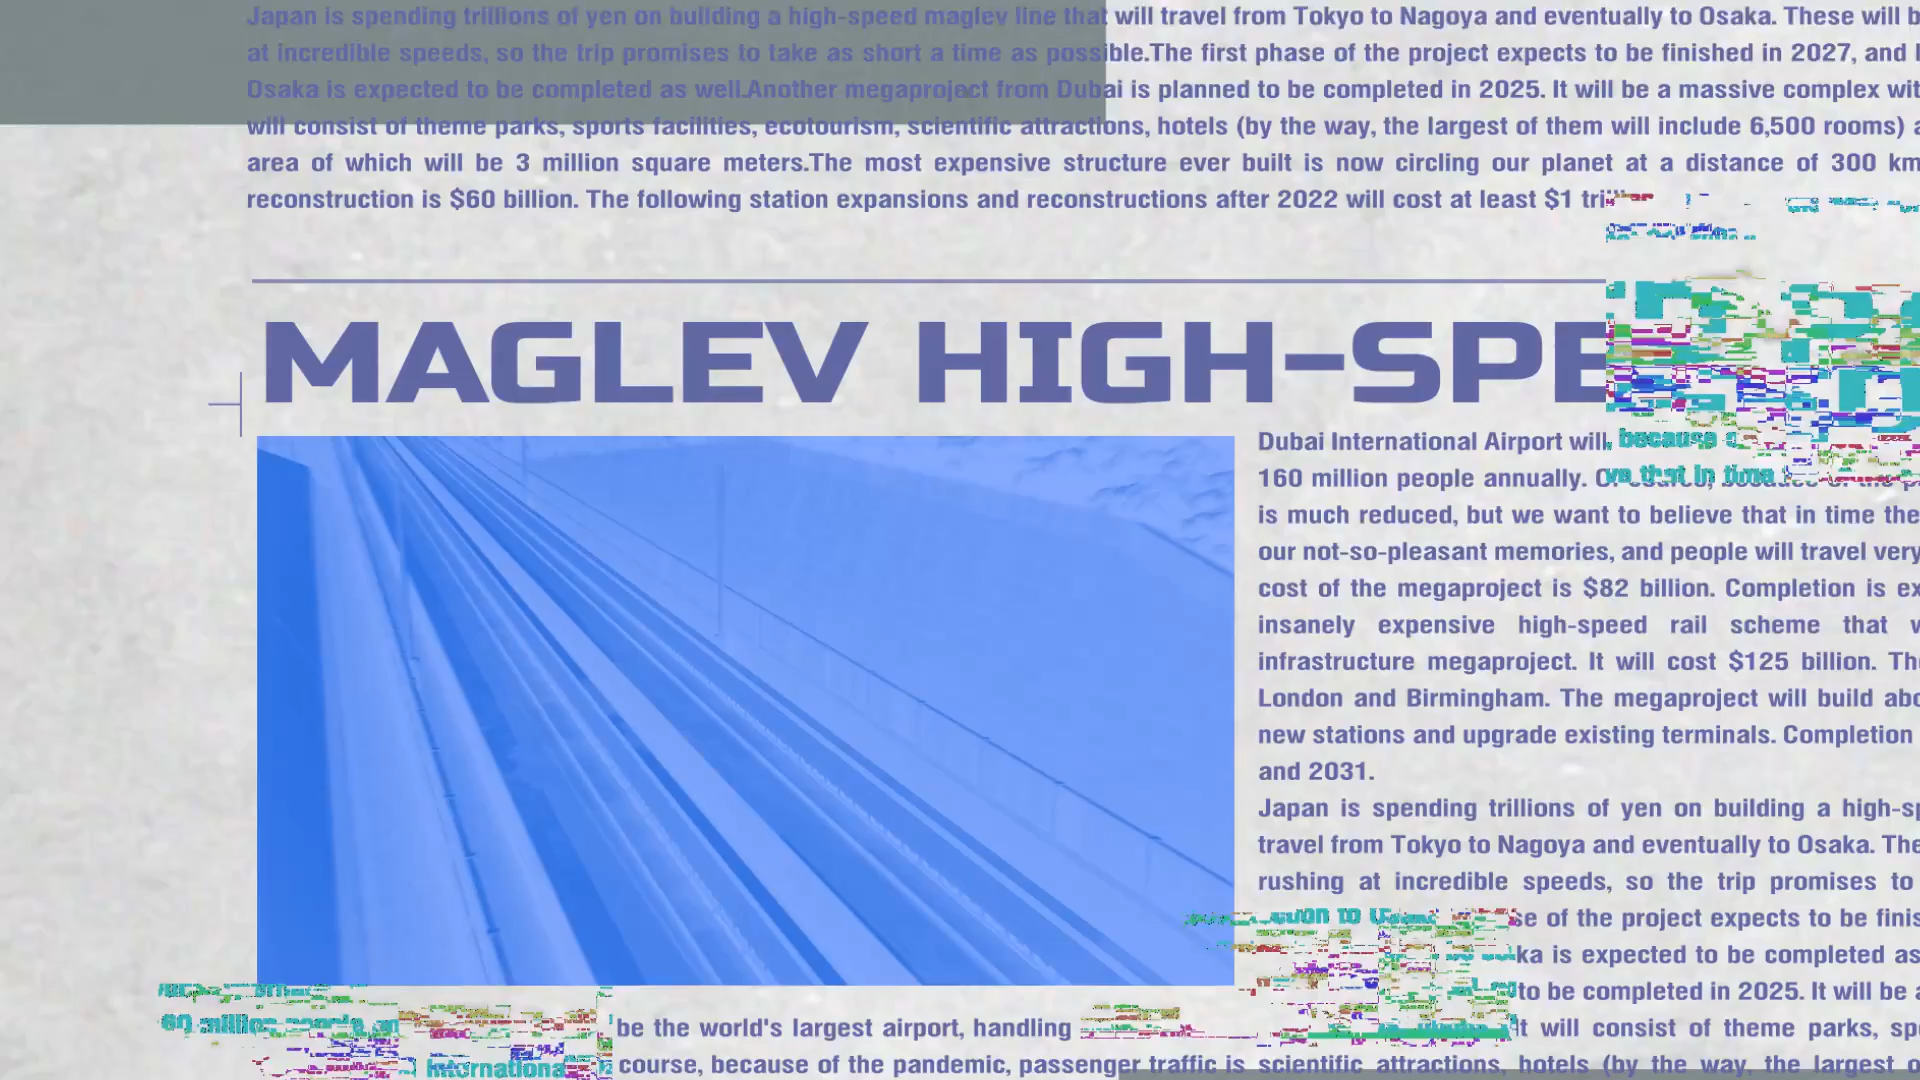 Japan is spending trillions of yen on building a high-speed maglev line that will travel from Tokyo to Nagoya and eventually to Osaka. These will
at incredible speeds, so the trip promises to take as short a time as possible.The first phase of the project expects to be finished in 2027, and
Osaka is expected to be completed as well.Another megaproject from Dubai is planned to be completed in 2025. It will be a massive complex
will consist of theme parks, sports facilities, ecotourism, scientific attractions, hotels (by the way, the largest of them will include 6,500 rooms)
area of which will be 3 million square meters.The most expensive structure ever built is now circling our planet at a distance of 300 km
reconstruction is $60 billion. The following station expansions and reconstructions after 2022 will cost at least $1
MAGLEV HIGH-SPE
Dubai International Airport will, because
160 million people annually. ve that in time
is much reduced, but we want to believe that in time the
our not-so-pleasant memories, and people will travel very
cost of the megaproject is $82 billion. Completion is
insanely expensive high-speed rail scheme that
infrastructure megaproject. It will cost $125 billion.
London and Birmingham. The megaproject will build
new stations and upgrade existing terminals. Completion
and 2031.
Japan is spending trillions of yen on building a
travel from Tokyo to Nagoya and eventually to Osaka.
rushing at incredible speeds, so the trip promises to
of the project expects to be
is expected to be completed as
to be completed in 2025. It will be
will consist of theme parks,
scientific attractions, hotels (by the way, the largest
60 million people
be the world's largest airport, handling
Internationa
course, because of the pandemic, passenger traffic is